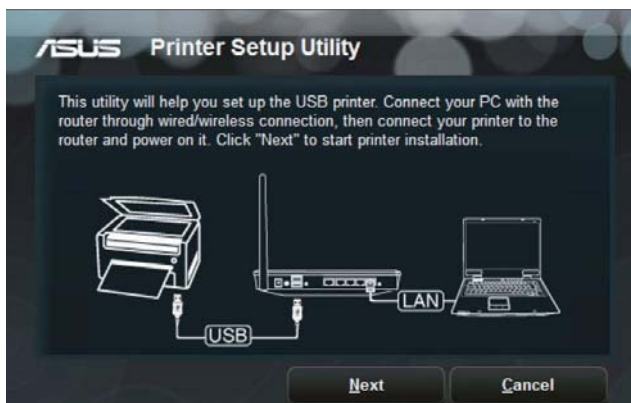 ASUS Printer Setup Utility
This utility will help you set up the USB printer. Connect your PC with the
router through wired/wireless connection, then connect your printer to the
router and power on it. Click "Next" to start printer installation.
LAN
USB
Next Cancel